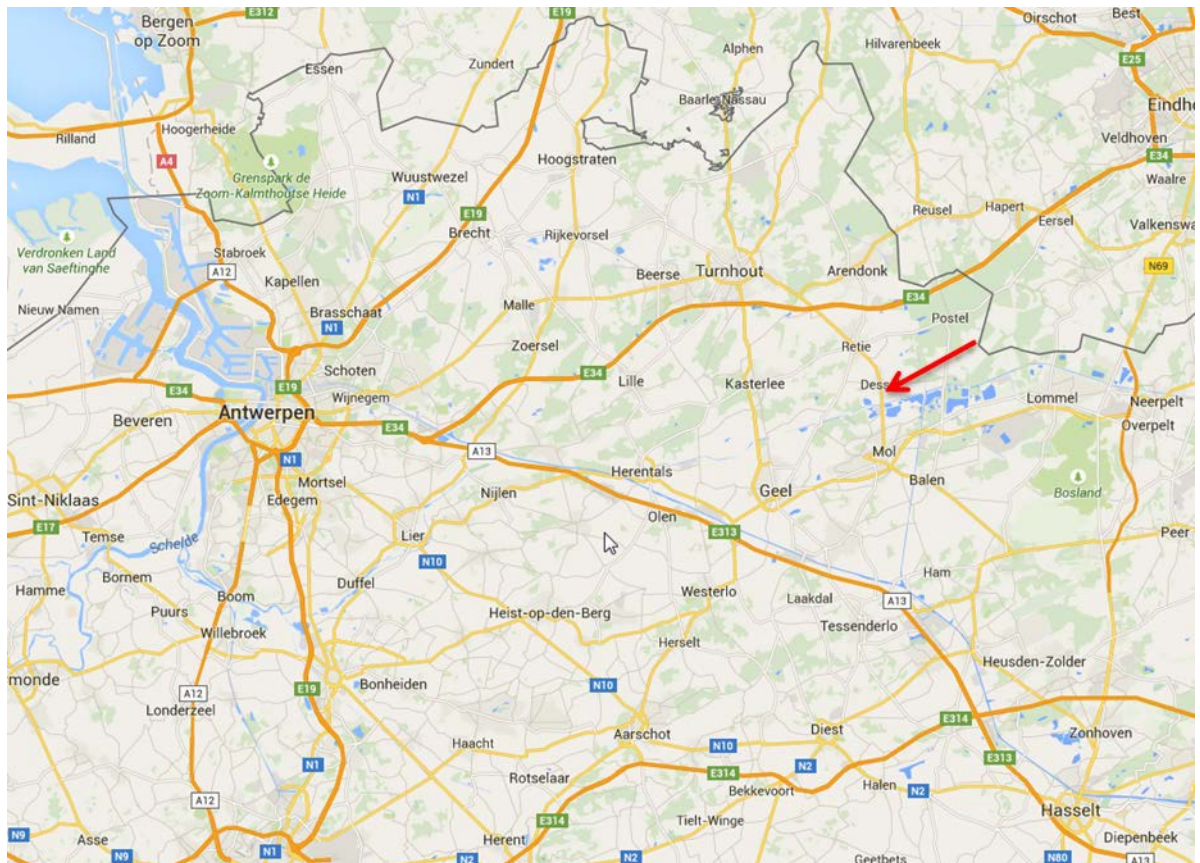 E312
E19
Bergen
op Zoom
Oirschot
Best
Essen
Zundert
Alphen
Hilvarenbeek
E25
Baarle-Nassau
Eindh
Rilland
Hoogerheide
Veldhoven
A4
Grenspark de
Zoom-Kalmthoutse Heide
Hoogstraten
E34
Waalre
Wuustwezel
N1
Reusel
Hapert
Eersel
E19
Valkenswa
Verdronken Land
van Saeftinghe
Stabroek
Brecht
Rijkevorsel
A12
Kapellen
Beerse
Turnhout
Arendonk
N69
Nieuw Namen
Malle
E34
Brasschaat
N1
Postel
Zoersel
Retie
Schoten
E34
Lille
Kasterlee
Dess
E34
E19
Wijnegem
Lommel
Neerpelt
Antwerpen
Beveren
E34
Overpelt
A13
Mol
N1
Mortsel
Herentals
Balen
Sint-Niklaas
Edegem
Nijlen
Geel
Bosland
E17
Olen
Temse
Schelde
Lier
E313
Peer
N10
Bornem
Duffel
Ham
Hamme
Boom
Westerlo
Laakdal
A13
Puurs
Heist-op-den-Berg
Tessenderlo
Willebroek
Herselt
Heusden-Zolder
monde
Bonheiden
N10
A12
E19
Londerzeel
E314
Aarschot
Diest
Zonhoven
Haacht
N10
E313
N1
Rotselaar
E314
N2
Bekkevoort
Halen
N2
A12
Hasselt
E314
Tielt-Winge
N9
Asse
Herent
Diepenbeek
N9
N1
N2
N2
Geetbets
N80
A13